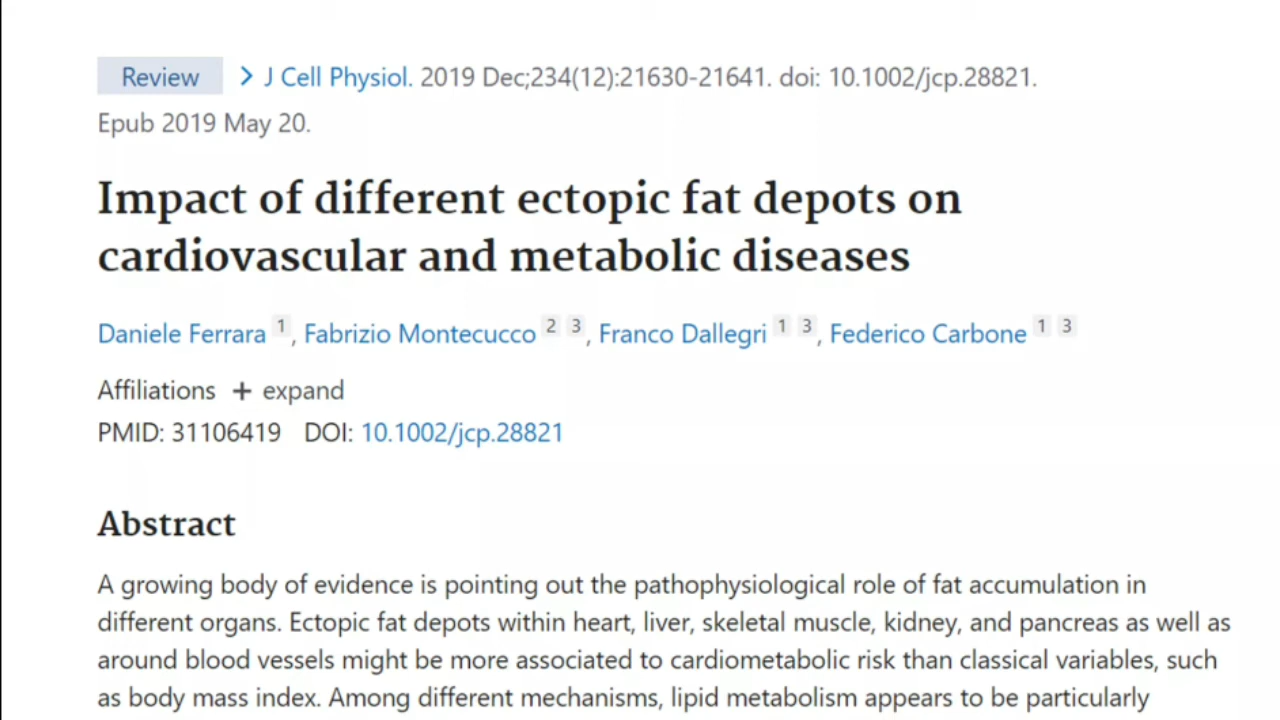 Review > J Cell Physiol. 2019 Dec;234(12):21630-21641. doi: 10.1002/jcp.28821.
Epub 2019 May 20.
Impact of different ectopic fat depots on
cardiovascular and metabolic diseases
Daniele Ferrara 1, Fabrizio Montecucco 2 3, Franco Dallegri 1 3, Federico Carbone 1 3
Affiliations + expand
PMID: 31106419 DOI: 10.1002/jcp.28821
Abstract
A growing body of evidence is pointing out the pathophysiological role of fat accumulation in
different organs. Ectopic fat depots within heart, liver, skeletal muscle, kidney, and pancreas as well as
around blood vessels might be more associated to cardiometabolic risk than classical variables, such
as body mass index. Among different mechanisms, lipid metabolism appears to be particularly